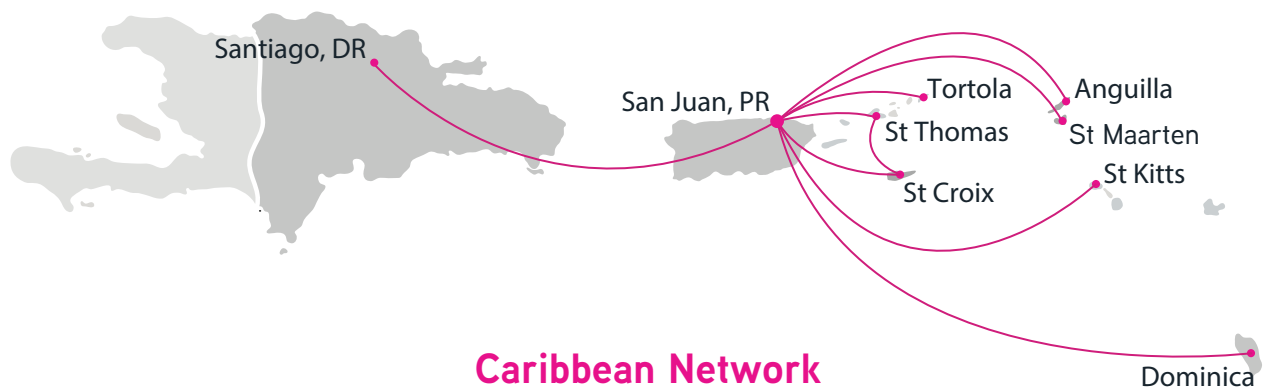 Santiago, DR
San Juan, PR
Tortola
Anguilla
St Thomas
St Maarten
St Croix
St Kitts
Caribbean Network
Dominica